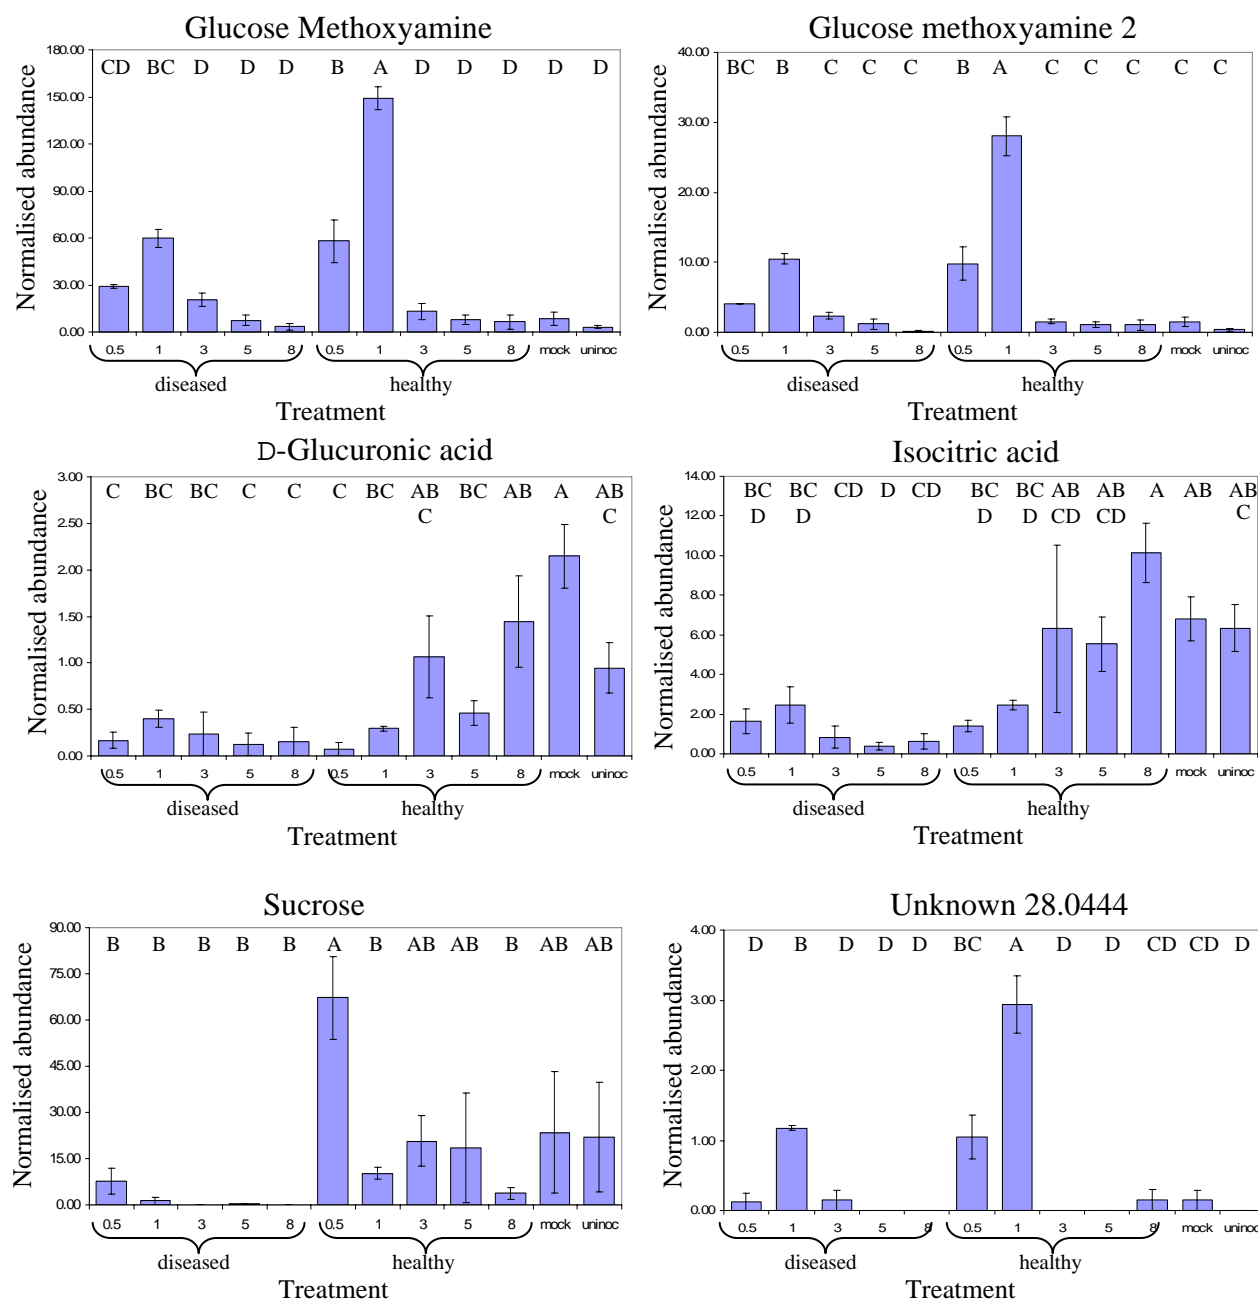 Glucose Methoxyamine
180.00
150.00
120.00
90.00
60.00
30.00
0.00
Normalised abundance
CD BC D D D B A D D D D D
0.5 1 3 5 8 0.5 1 3 5 8 mock uninoc
diseased healthy
Treatment
Glucose methoxyamine 2
40.00
30.00
20.00
10.00
0.00
Normalised abundance
BC B C C C B A C C C C C
0.5 1 3 5 8 0.5 1 3 5 8 mock uninoc
diseased healthy
Treatment
D-Glucuronic acid
3.00
2.50
2.00
1.50
1.00
0.50
0.00
Normalised abundance
C BC BC C C C BC AB BC AB A AB
C C
0.5 1 3 5 8 0.5 1 3 5 8 mock uninoc
diseased healthy
Treatment
Isocitric acid
14.00
12.00
10.00
8.00
6.00
4.00
2.00
0.00
Normalised abundance
BC BC CD D CD BC BC AB AB A AB AB
D D D D CD CD C
0.5 1 3 5 8 0.5 1 3 5 8 mock uninoc
diseased healthy
Treatment
Sucrose
90.00
75.00
60.00
45.00
30.00
15.00
0.00
Normalised abundance
B B B B B A B AB AB B AB AB
0.5 1 3 5 8 0.5 1 3 5 8 mock uninoc
diseased healthy
Treatment
Unknown 28.0444
4.00
3.00
2.00
1.00
0.00
Normalised abundance
D B D D D BC A D D CD CD D
0.5 1 3 5 8 0.5 1 3 5 8 mock uninoc
diseased healthy
Treatment